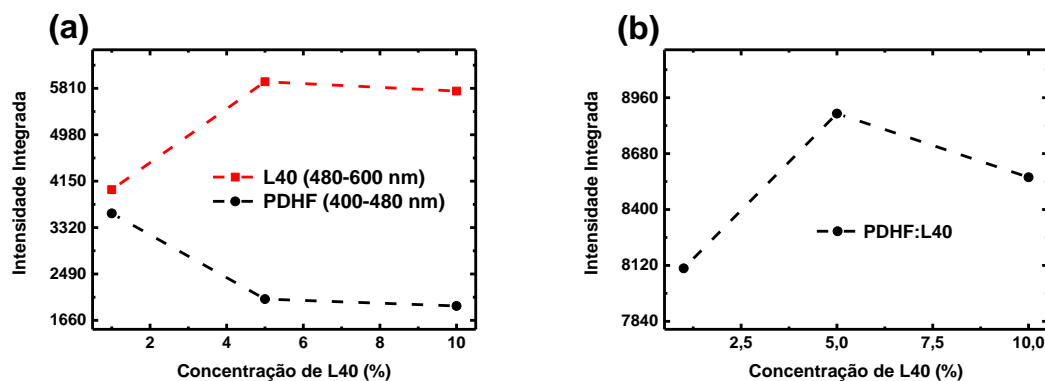 (a)
Intensidade Integrada
5810
4980
4150
3320
2490
1660
L40 (480-600 nm)
PDHF (400-480 nm)
2
4
6
8
10
Concentração de L40 (%)
(b)
Intensidade Integrada
8960
8680
8400
8120
7840
PDHF:L40
2,5
5,0
7,5
10,0
Concentração de L40 (%)